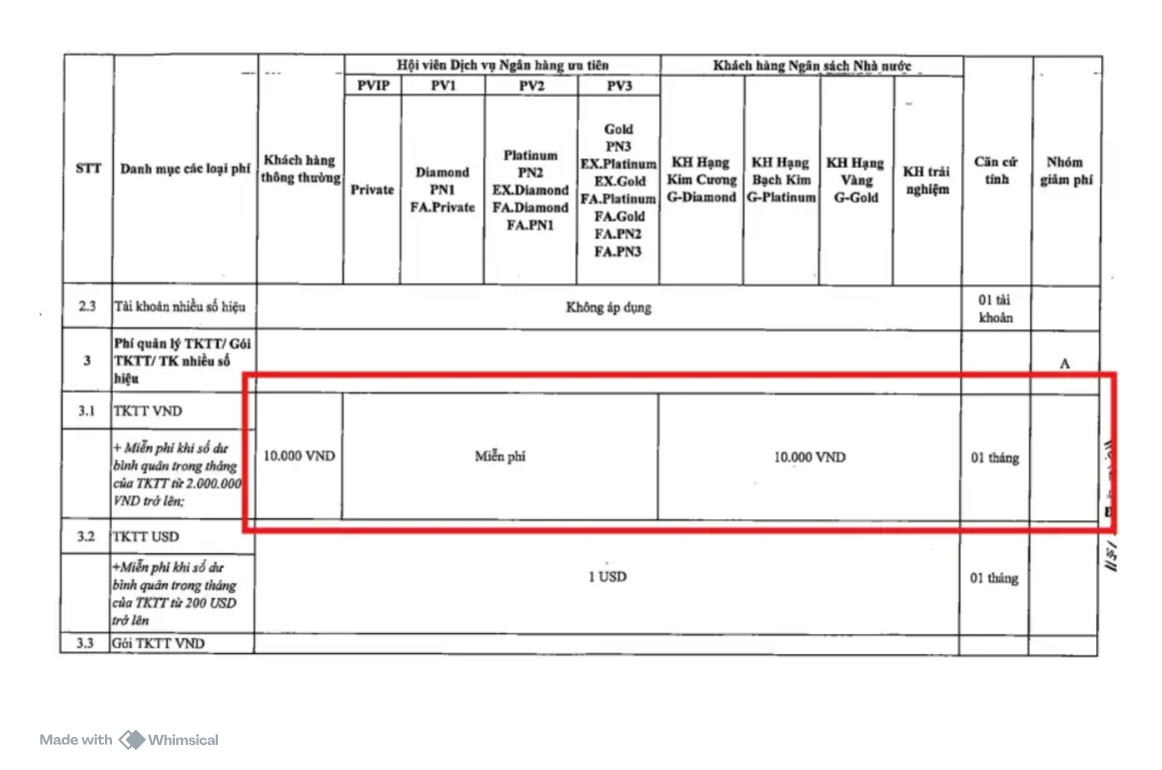 Hội viên Dịch vụ Ngân hàng ưu tiên
Khách hàng Ngân sách Nhà nước
PVIP
PV1
PV2
PV3
STT
Danh mục các loại phí
Khách hàng
thông thường
Private
Diamond
PN1
FA.Private
Platinum
PN2
EX.Diamond
FA.Diamond
FA.PN1
Gold
PN3
EX.Platinum
EX.Gold
FA.Platinum
FA.Gold
FA.PN2
FA.PN3
KH Hạng
Kim Cương
G-Diamond
KH Hạng
Bạch Kim
G-Platinum
KH Hạng
Vàng
G-Gold
KH trải
nghiệm
Căn cứ
tính
Nhóm
giảm phí
2.3
Tài khoản nhiều số hiệu
Không áp dụng
01 tài
khoản
3
Phí quản lý TKTT/ Gói
TKTT/ TK nhiều số
hiệu
A
3.1
TKTT VND
+ Miễn phí khi số dư
bình quân trong tháng
của TKTT từ 2.000.000
VND trở lên;
10.000 VND
Miễn phí
10.000 VND
01 tháng
3.2
TKTT USD
+Miễn phí khi số dư
bình quân trong tháng
của TKTT từ 200 USD
trở lên
1 USD
01 tháng
3.3
Gói TKTT VND
Made with Whimsical